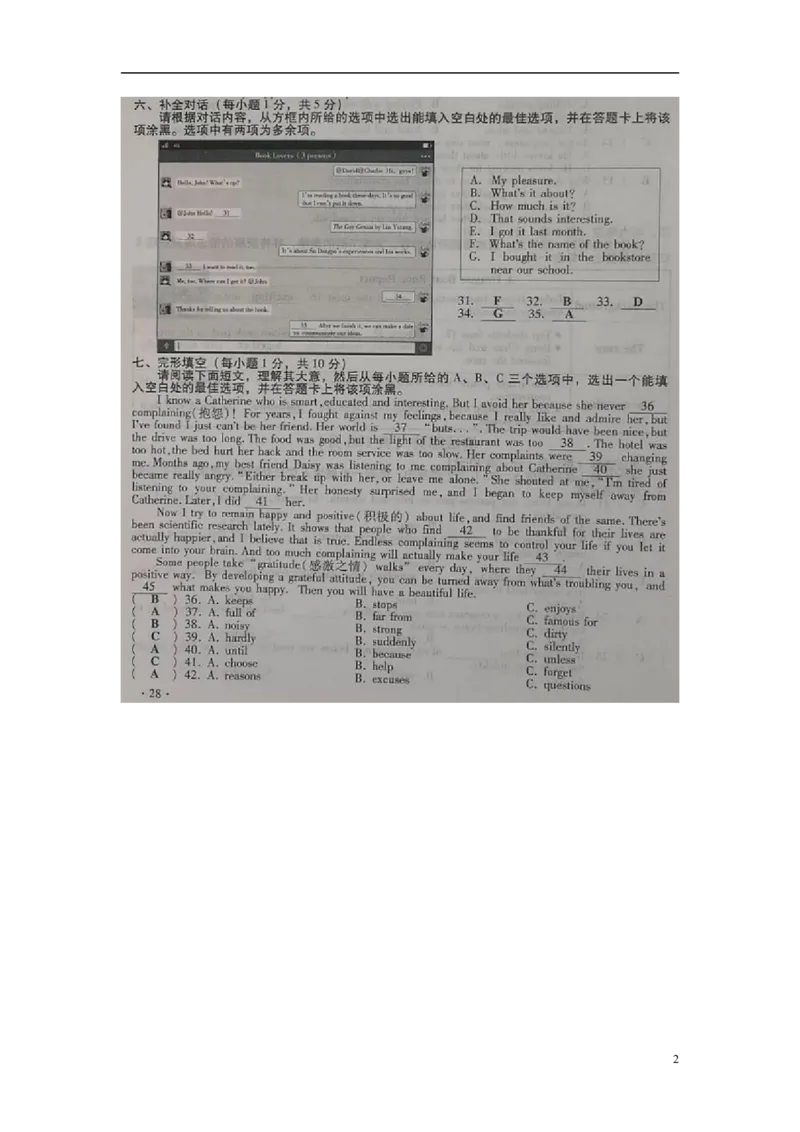 六、补全对话（每小题1分，共5分）
请根据对话内容，从方框内所给的选项中选出能填入空白处的最佳选项，并在答题卡上将该
项涂黑。选项中有两项为多余项。
Book Lovers (3 persons)
@David@Charlie Hi, guys!
Hello, John! What's up?
I'm reading a book these days. It's so good
that I can't put it down.
@John Hello! 31
The Gay Genius by Lin Yutang.
32
It's about Su Dongpo's experiences and his works.
33 I want to read it, too.
Me, too. Where can I get it? @John
34
Thanks for telling us about the book.
35 After we finish it, we can make a date
to communicate our ideas.
A. My pleasure.
B. What's it about?
C. How much is it?
D. That sounds interesting.
E. I got it last month.
F. What's the name of the book?
G. I bought it in the bookstore
near our school.
31. F 32. B 33. D
34. G 35. A
七、完形填空（每小题1分，共10分）
请阅读下面短文，理解其大意，然后从每小题所给的 A、B、C 三个选项中，选出一个能填
入空白处的最佳选项，并在答题卡上将该项涂黑。
I know a Catherine who is smart, educated and interesting. But I avoid her because she never 36
complaining(抱怨)! For years, I fought against my feelings, because I really like and admire her, but
I've found I just can't be her friend. Her world is 37 "buts...". The trip would have been nice, but
the drive was too long. The food was good, but the light of the restaurant was too 38 . The hotel was
too hot, the bed hurt her back and the room service was too slow. Her complaints were 39 changing
me. Months ago, my best friend Daisy was listening to me complaining about Catherine 40 she just
became really angry. "Either break up with her, or leave me alone." She shouted at me, "I'm tired of
listening to your complaining." Her honesty surprised me, and I began to keep myself away from
Catherine. Later, I did 41 her.
Now I try to remain happy and positive(积极的) about life, and find friends of the same. There's
been scientific research lately. It shows that people who find 42 to be thankful for their lives are
actually happier, and I believe that is true. Endless complaining seems to control your life if you let it
come into your brain. And too much complaining will actually make your life 43 .
Some people take "gratitude(感激之情) walks" every day, where they 44 their lives in a
positive way. By developing a grateful attitude, you can be turned away from what's troubling you, and
45 what makes you happy. Then you will have a beautiful life.
( B ) 36. A. keeps B. stops C. enjoys
( A ) 37. A. full of B. far from C. famous for
( B ) 38. A. noisy B. strong C. dirty
( C ) 39. A. hardly B. suddenly C. silently
( A ) 40. A. until B. because C. unless
( C ) 41. A. choose B. help C. forget
( A ) 42. A. reasons B. excuses C. questions
·28·
2